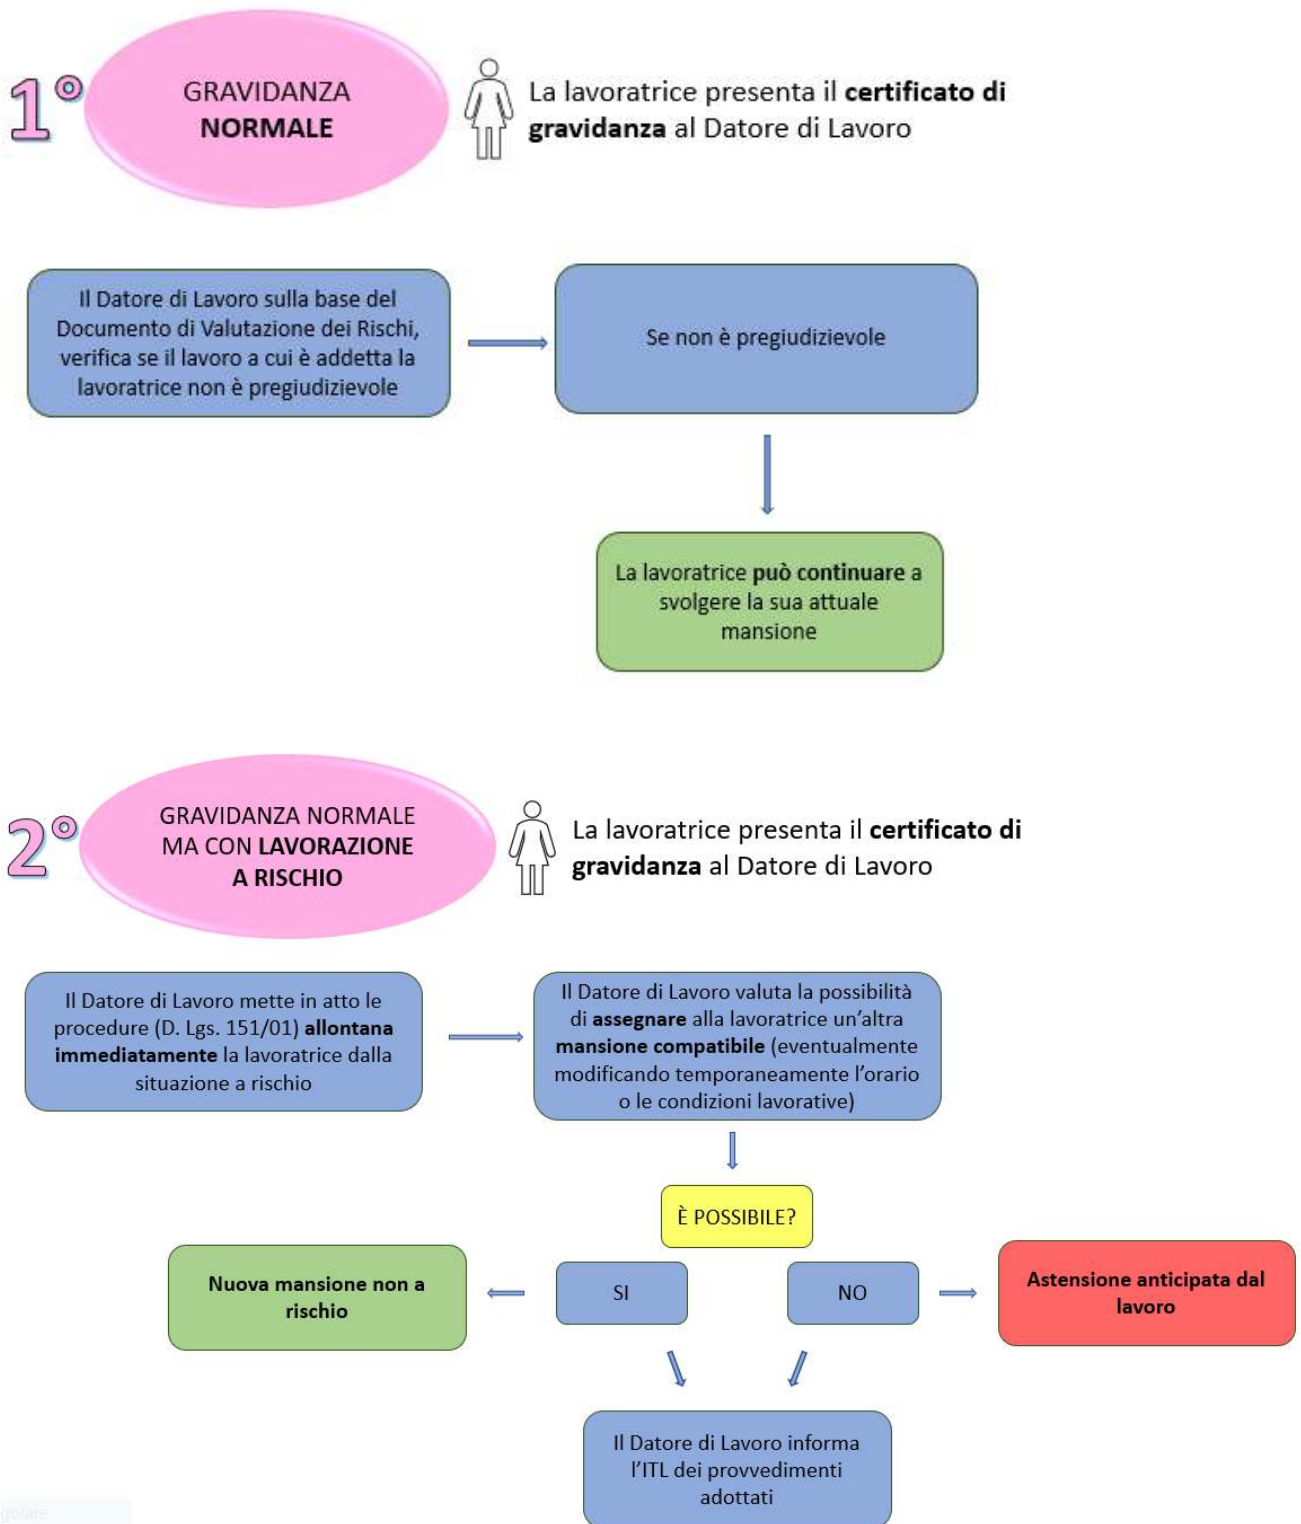 1°
GRAVIDANZA
NORMALE
La lavoratrice presenta il certificato di
gravidanza al Datore di Lavoro
Il Datore di Lavoro sulla base del
Documento di Valutazione dei Rischi,
verifica se il lavoro a cui è addetta la
lavoratrice non è pregiudizievole
Se non è pregiudizievole
La lavoratrice può continuare a
svolgere la sua attuale
mansione
2°
GRAVIDANZA NORMALE
MA CON LAVORAZIONE
A RISCHIO
La lavoratrice presenta il certificato di
gravidanza al Datore di Lavoro
Il Datore di Lavoro mette in atto le
procedure (D. Lgs. 151/01) allontana
immediatamente la lavoratrice dalla
situazione a rischio
Il Datore di Lavoro valuta la possibilità
di assegnare alla lavoratrice un'altra
mansione compatibile (eventualmente
modificando temporaneamente l'orario
o le condizioni lavorative)
È POSSIBILE?
Nuova mansione non a
rischio
SI
NO
Astensione anticipata dal
lavoro
Il Datore di Lavoro informa
l'ITL dei provvedimenti
adottati